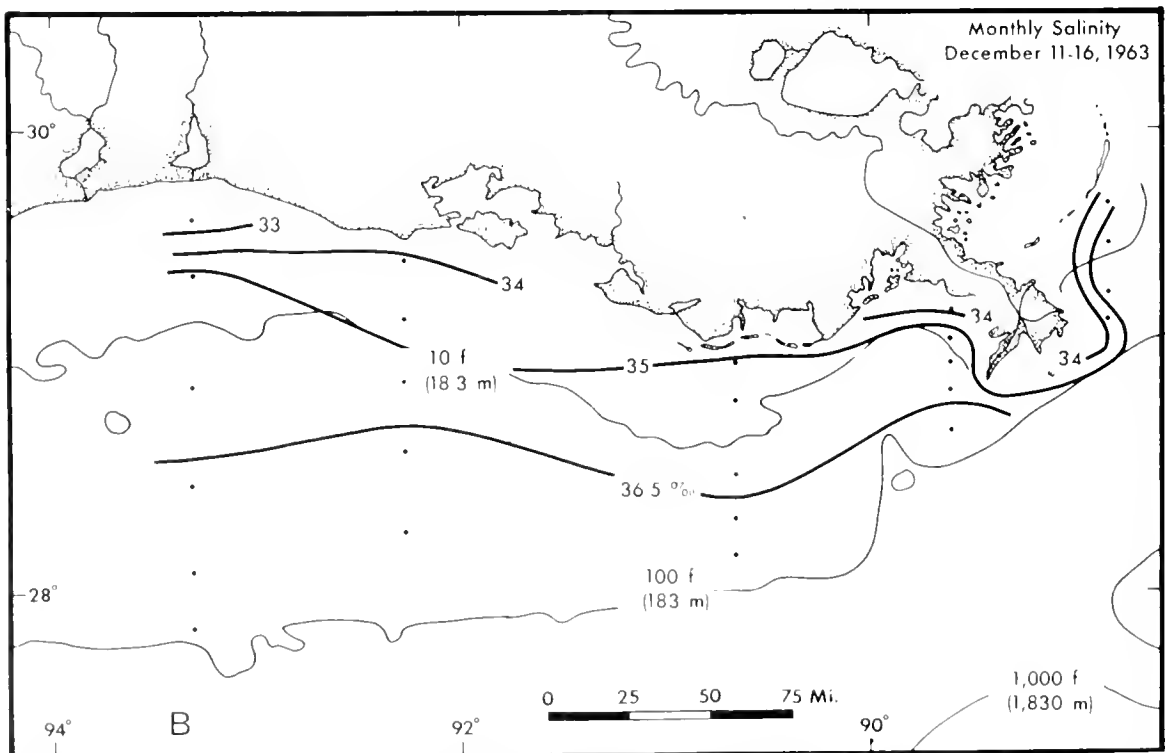 Monthly Salinity
December 11-16, 1963
30°
33
34
34
10 f
(18 3 m)
35
34
36 5 ‰
28°
100 f
(183 m)
1,000 f
(1,830 m)
0 25 50 75 Mi.
94°
B
92°
90°